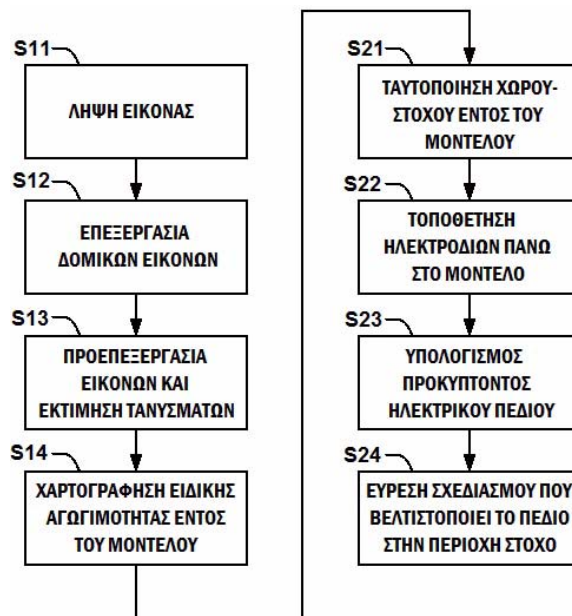 S11
ΛΗΨΗ ΕΙΚΟΝΑΣ
S12
ΕΠΕΞΕΡΓΑΣΙΑ
ΔΟΜΙΚΩΝ ΕΙΚΟΝΩΝ
S13
ΠΡΟΕΠΕΞΕΡΓΑΣΙΑ
ΕΙΚΟΝΩΝ ΚΑΙ
ΕΚΤΙΜΗΣΗ ΤΑΝΥΣΜΑΤΩΝ
S14
ΧΑΡΤΟΓΡΑΦΗΣΗ ΕΙΔΙΚΗΣ
ΑΓΩΓΙΜΟΤΗΤΑΣ ΕΝΤΟΣ
ΤΟΥ ΜΟΝΤΕΛΟΥ
S21
ΤΑΥΤΟΠΟΙΗΣΗ ΧΩΡΟΥ-
ΣΤΟΧΟΥ ΕΝΤΟΣ ΤΟΥ
ΜΟΝΤΕΛΟΥ
S22
ΤΟΠΟΘΕΤΗΣΗ
ΗΛΕΚΤΡΟΔΙΩΝ ΠΑΝΩ
ΣΤΟ ΜΟΝΤΕΛΟ
S23
ΥΠΟΛΟΓΙΣΜΟΣ
ΠΡΟΚΥΠΤΟΝΤΟΣ
ΗΛΕΚΤΡΙΚΟΥ ΠΕΔΙΟΥ
S24
ΕΥΡΕΣΗ ΣΧΕΔΙΑΣΜΟΥ ΠΟΥ
ΒΕΛΤΙΣΤΟΠΟΙΕΙ ΤΟ ΠΕΔΙΟ
ΣΤΗΝ ΠΕΡΙΟΧΗ ΣΤΟΧΟ